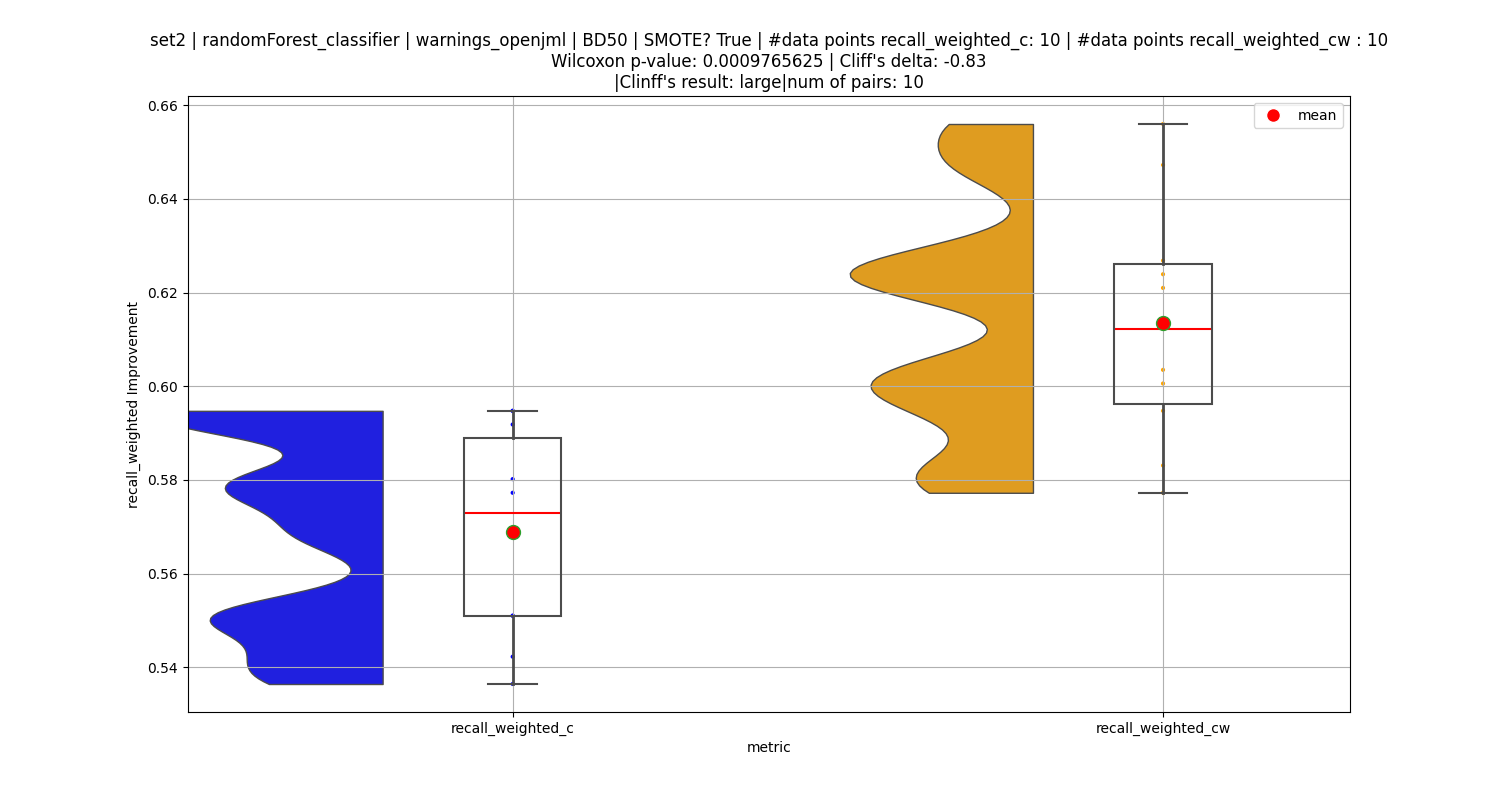 set2 | randomForest_classifier | warnings_openjml | BD50 | SMOTE? True | #data points recall_weighted_c: 10 | #data points recall_weighted_cw : 10
Wilcoxon p-value: 0.0009765625 | Cliff's delta: -0.83
|Clinff's result: large|num of pairs: 10
mean
0.66
0.64
0.62
0.60
0.58
0.56
0.54
recall_weighted Improvement
recall_weighted_c
recall_weighted_cw
metric